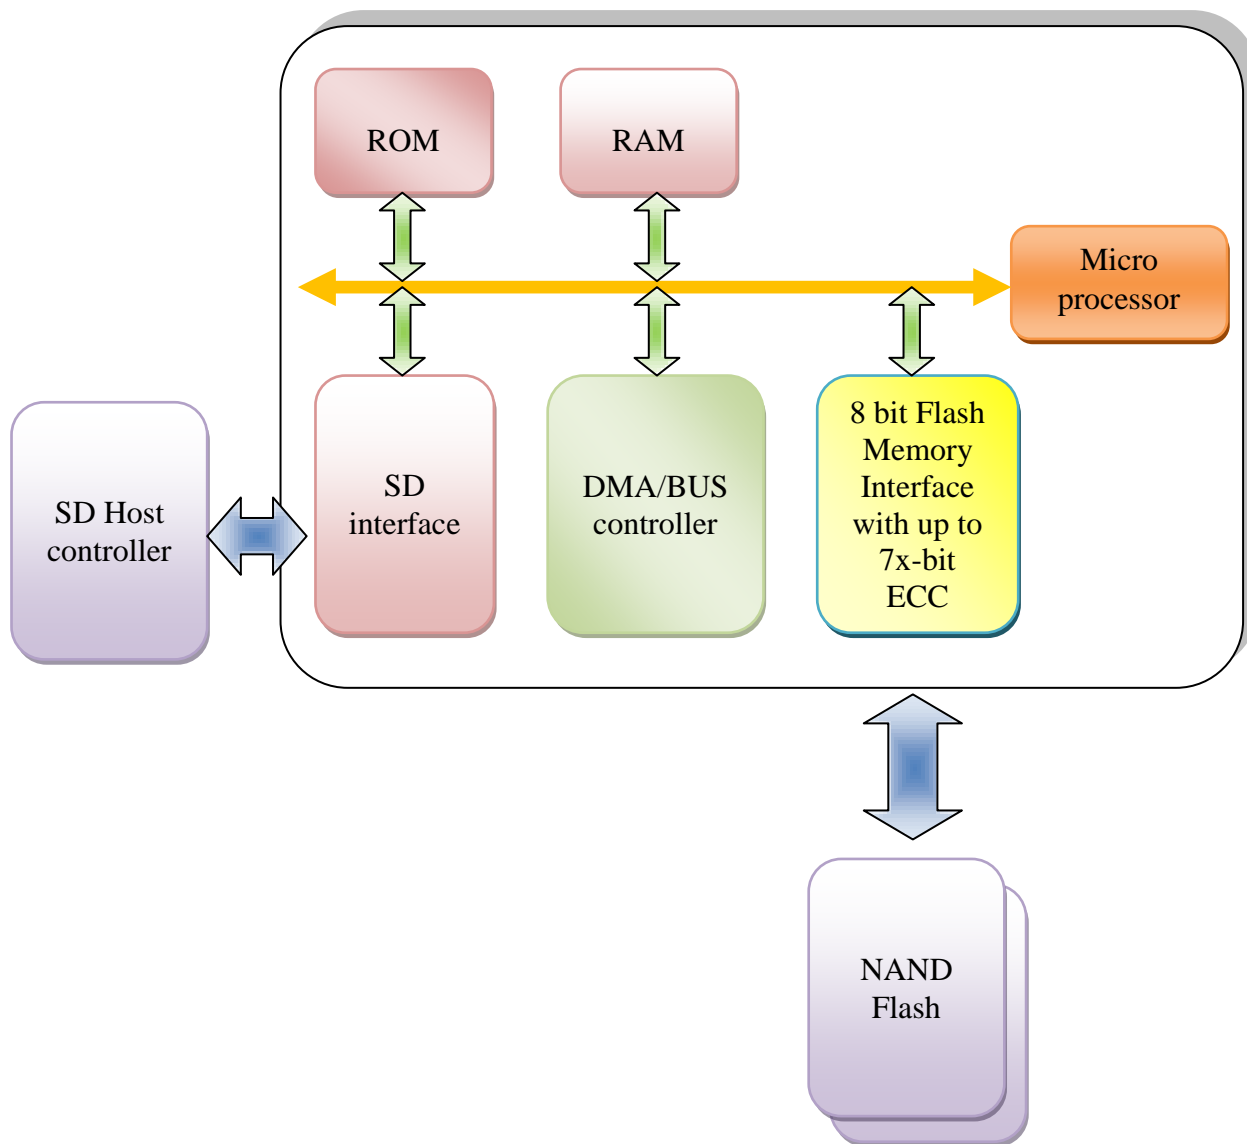 ROM
RAM
Micro
processor
SD Host
controller
SD
interface
DMA/BUS
controller
8 bit Flash
Memory
Interface
with up to
7x-bit
ECC
NAND
Flash